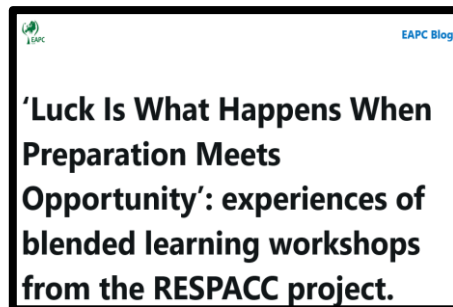 EAPC
EAPC Blog
‘Luck Is What Happens When
Preparation Meets
Opportunity’: experiences of
blended learning workshops
from the RESPACC project.